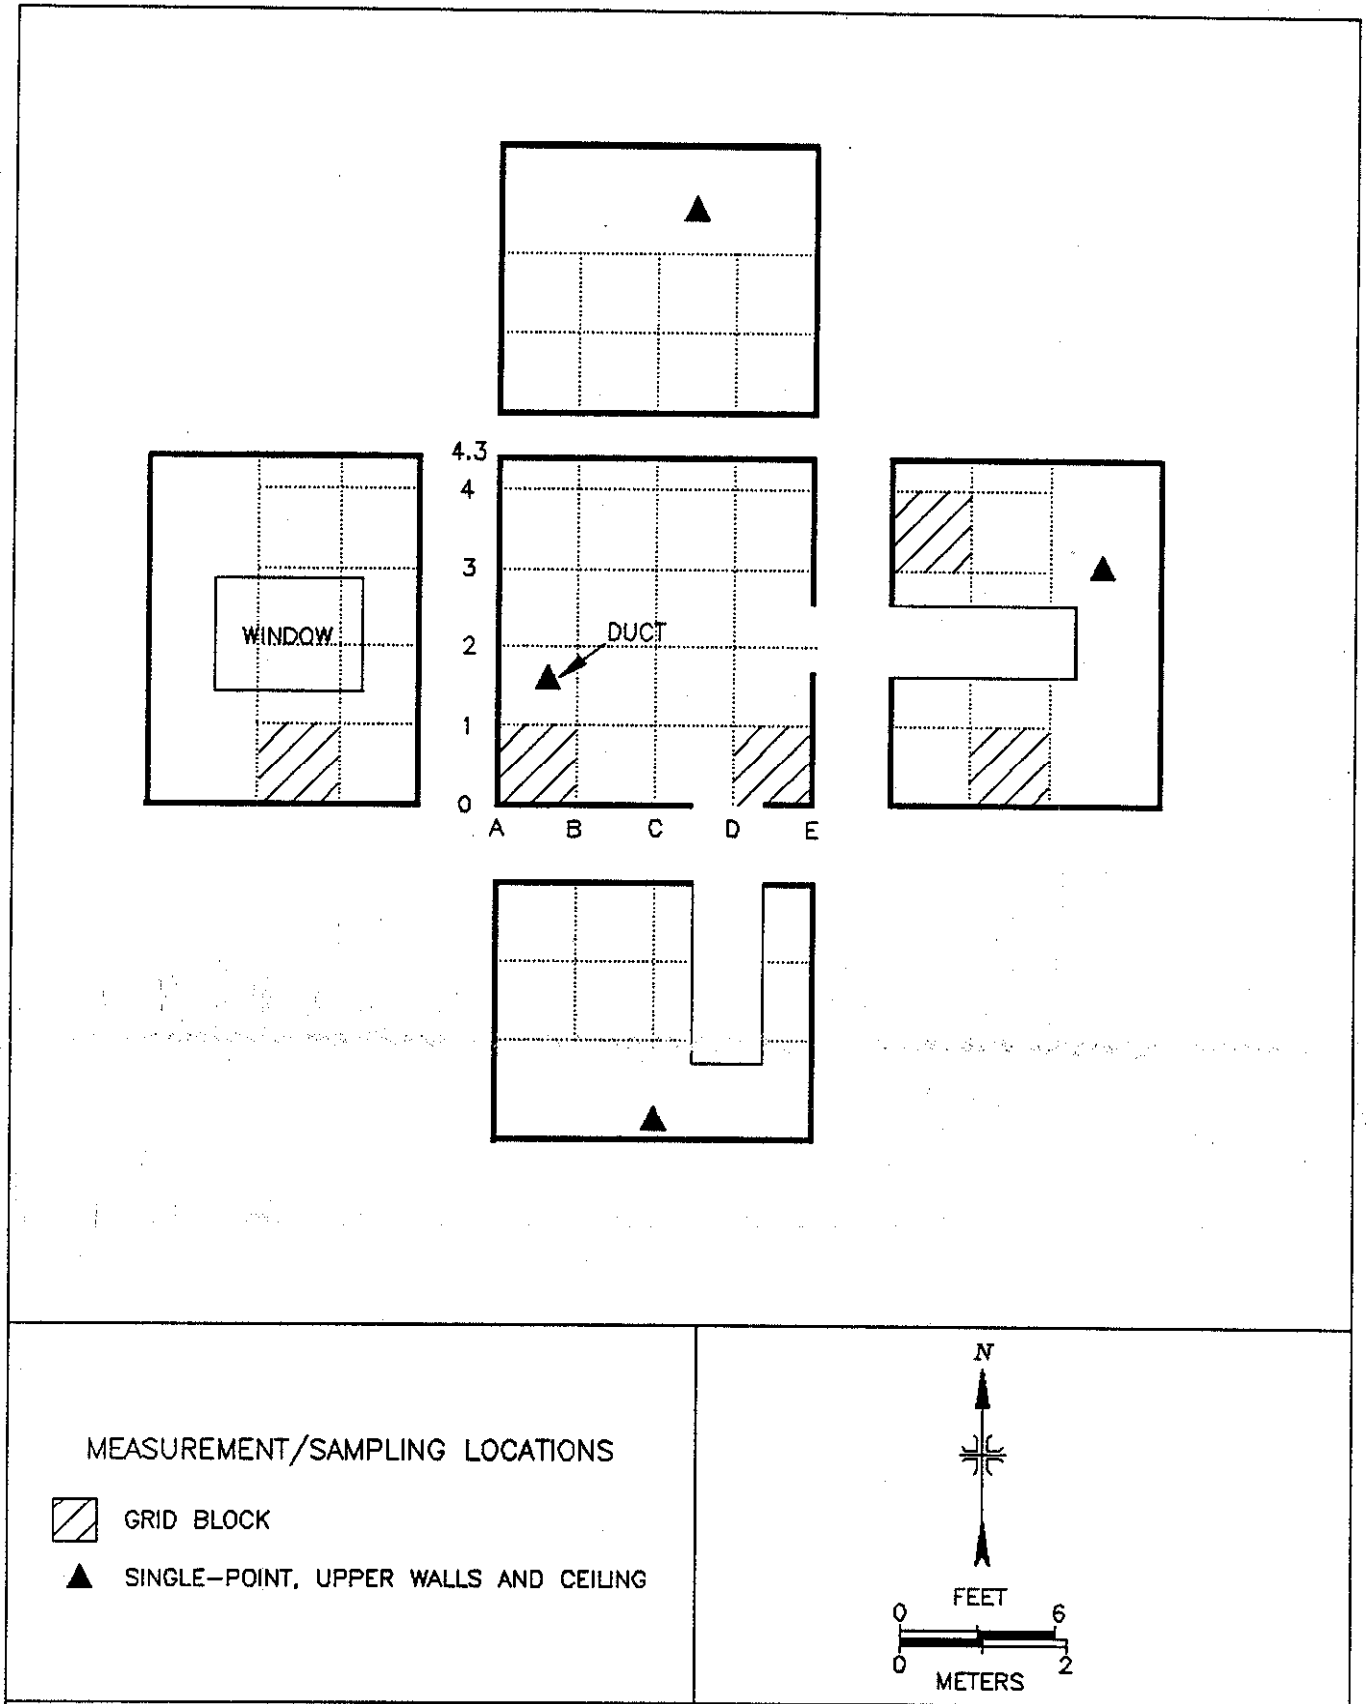 4.3
4
3
WINDOW
2
DUCT
1
0
A B C D E
N
MEASUREMENT/SAMPLING LOCATIONS
GRID BLOCK
SINGLE-POINT, UPPER WALLS AND CEILING
FEET
0 6
0 2
METERS